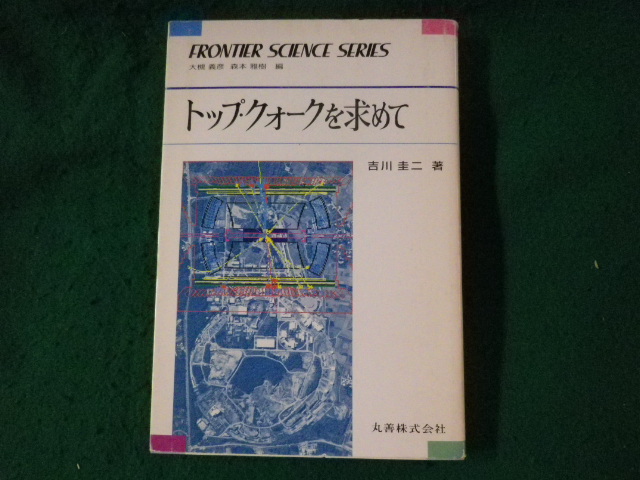 FRONTIER SCIENCE SERIES
大槻 義彦 森本 雅樹 編
トップ・クォークを求めて
吉川 圭二 著
丸善株式会社